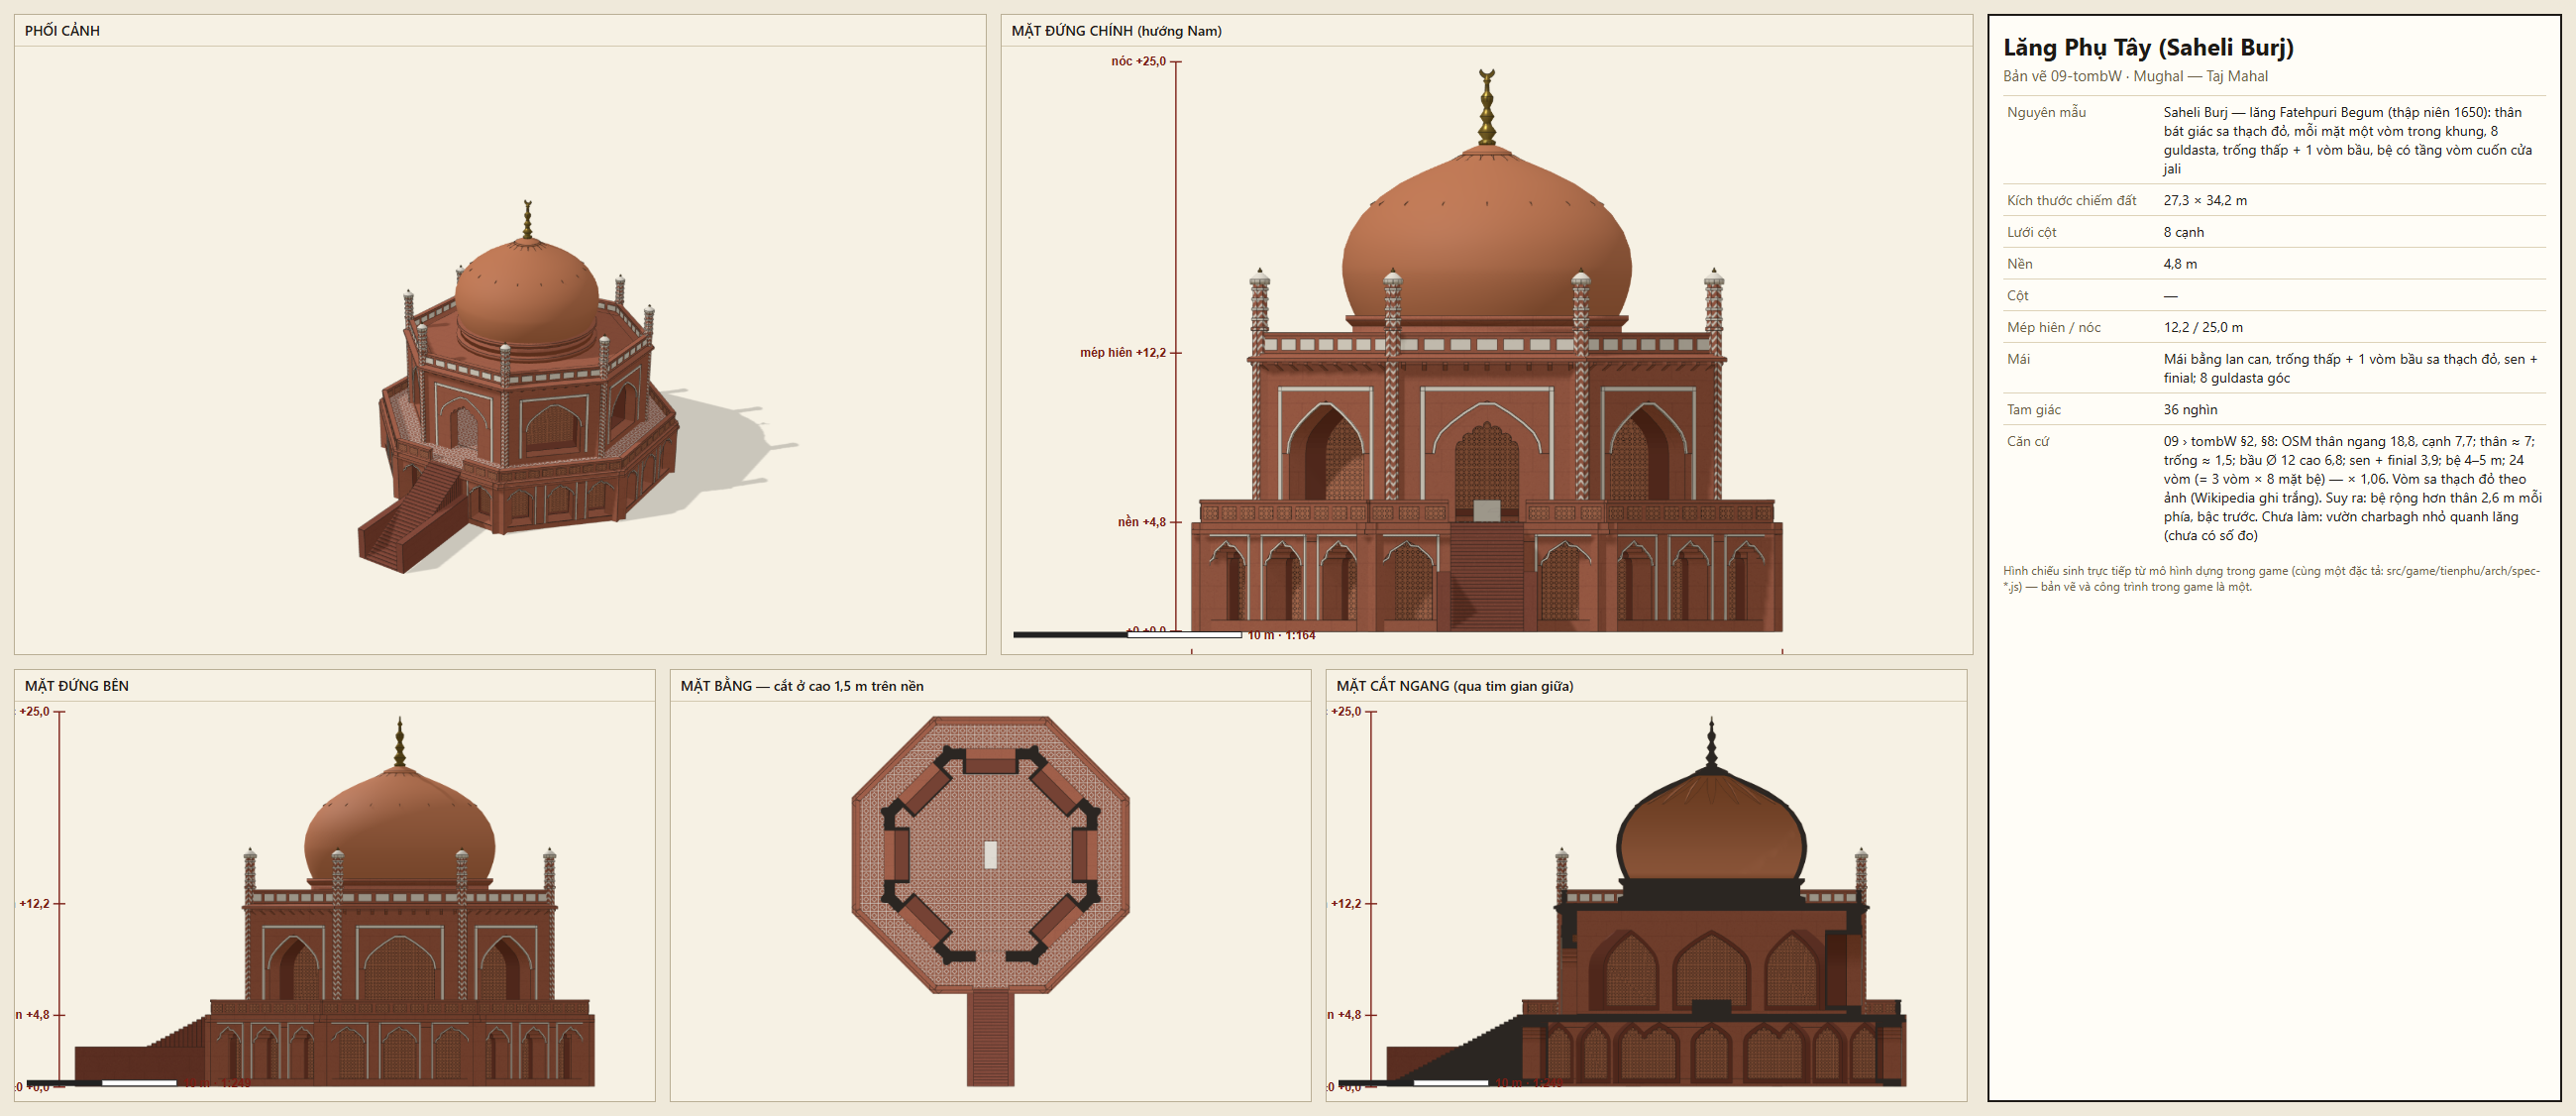 PHỐI CẢNH
MẶT ĐỨNG CHÍNH (hướng Nam)
nóc +25,0
mép hiên +12,2
nền +4,8
10 m · 1:164
MẶT ĐỨNG BÊN
+25,0
+12,2
n +4,8
MẶT BẰNG — cắt ở cao 1,5 m trên nền
MẶT CẮT NGANG (qua tim gian giữa)
+25,0
+12,2
n +4,8
Lăng Phụ Tây (Saheli Burj)
Bản vẽ 09-tombW · Mughal — Taj Mahal
Nguyên mẫu
Saheli Burj — lăng Fatehpuri Begum (thập niên 1650): thân
bát giác sa thạch đỏ, mỗi mặt một vòm trong khung, 8
guldasta, trống thấp + 1 vòm bầu, bệ có tầng vòm cuốn cửa
jali
Kích thước chiếm đất
27,3 × 34,2 m
Lưới cột
8 cạnh
Nền
4,8 m
Cột
—
Mép hiên / nóc
12,2 / 25,0 m
Mái
Mái bằng lan can, trống thấp + 1 vòm bầu sa thạch đỏ, sen +
finial; 8 guldasta góc
Tam giác
36 nghìn
Căn cứ
09 › tombW §2, §8: OSM thân ngang 18,8, cạnh 7,7; thân ≈ 7;
trống ≈ 1,5; bầu Ø 12 cao 6,8; sen + finial 3,9; bệ 4–5 m; 24
vòm (= 3 vòm × 8 mặt bệ) — × 1,06. Vòm sa thạch đỏ theo
ảnh (Wikipedia ghi trắng). Suy ra: bệ rộng hơn thân 2,6 m mỗi
phía, bậc trước. Chưa làm: vườn charbagh nhỏ quanh lăng
(chưa có số đo)
Hình chiếu sinh trực tiếp từ mô hình dựng trong game (cùng một đặc tả: src/game/tienphu/arch/spec-
*.js) — bản vẽ và công trình trong game là một.